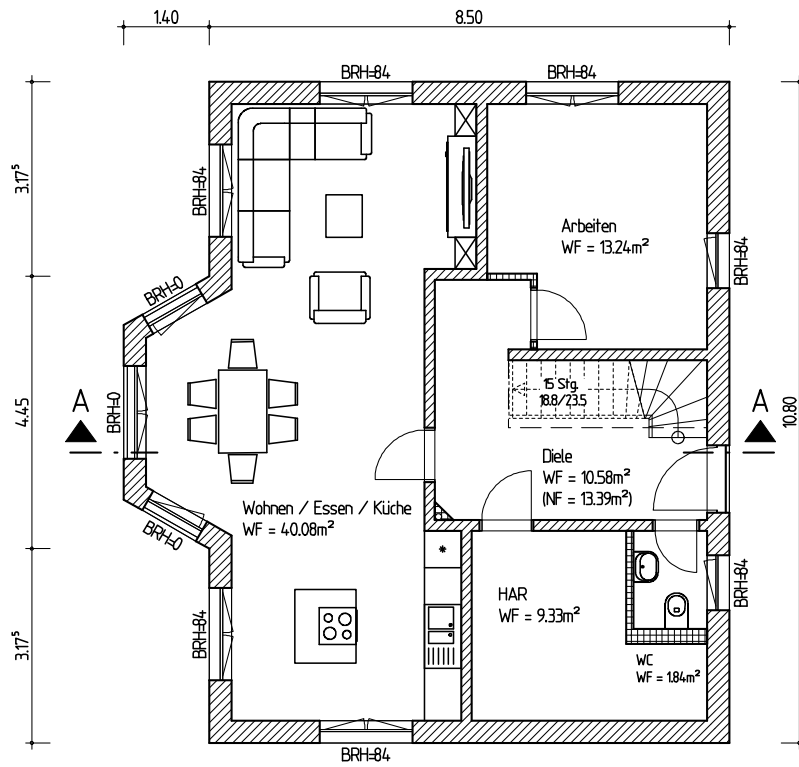 1.40
8.50
BRH=84
BRH=84
3.17⁵
BRH=84
Arbeiten
WF = 13.24m²
BRH=84
BRH=0
4.45
A
BRH=0
15 Stg.
18.8/23.5
A
10.80
Diele
WF = 10.58m²
(NF = 13.39m²)
Wohnen / Essen / Küche
WF = 40.08m²
BRH=0
3.17⁵
BRH=84
HAR
WF = 9.33m²
BRH=84
WC
WF = 1.84m²
BRH=84